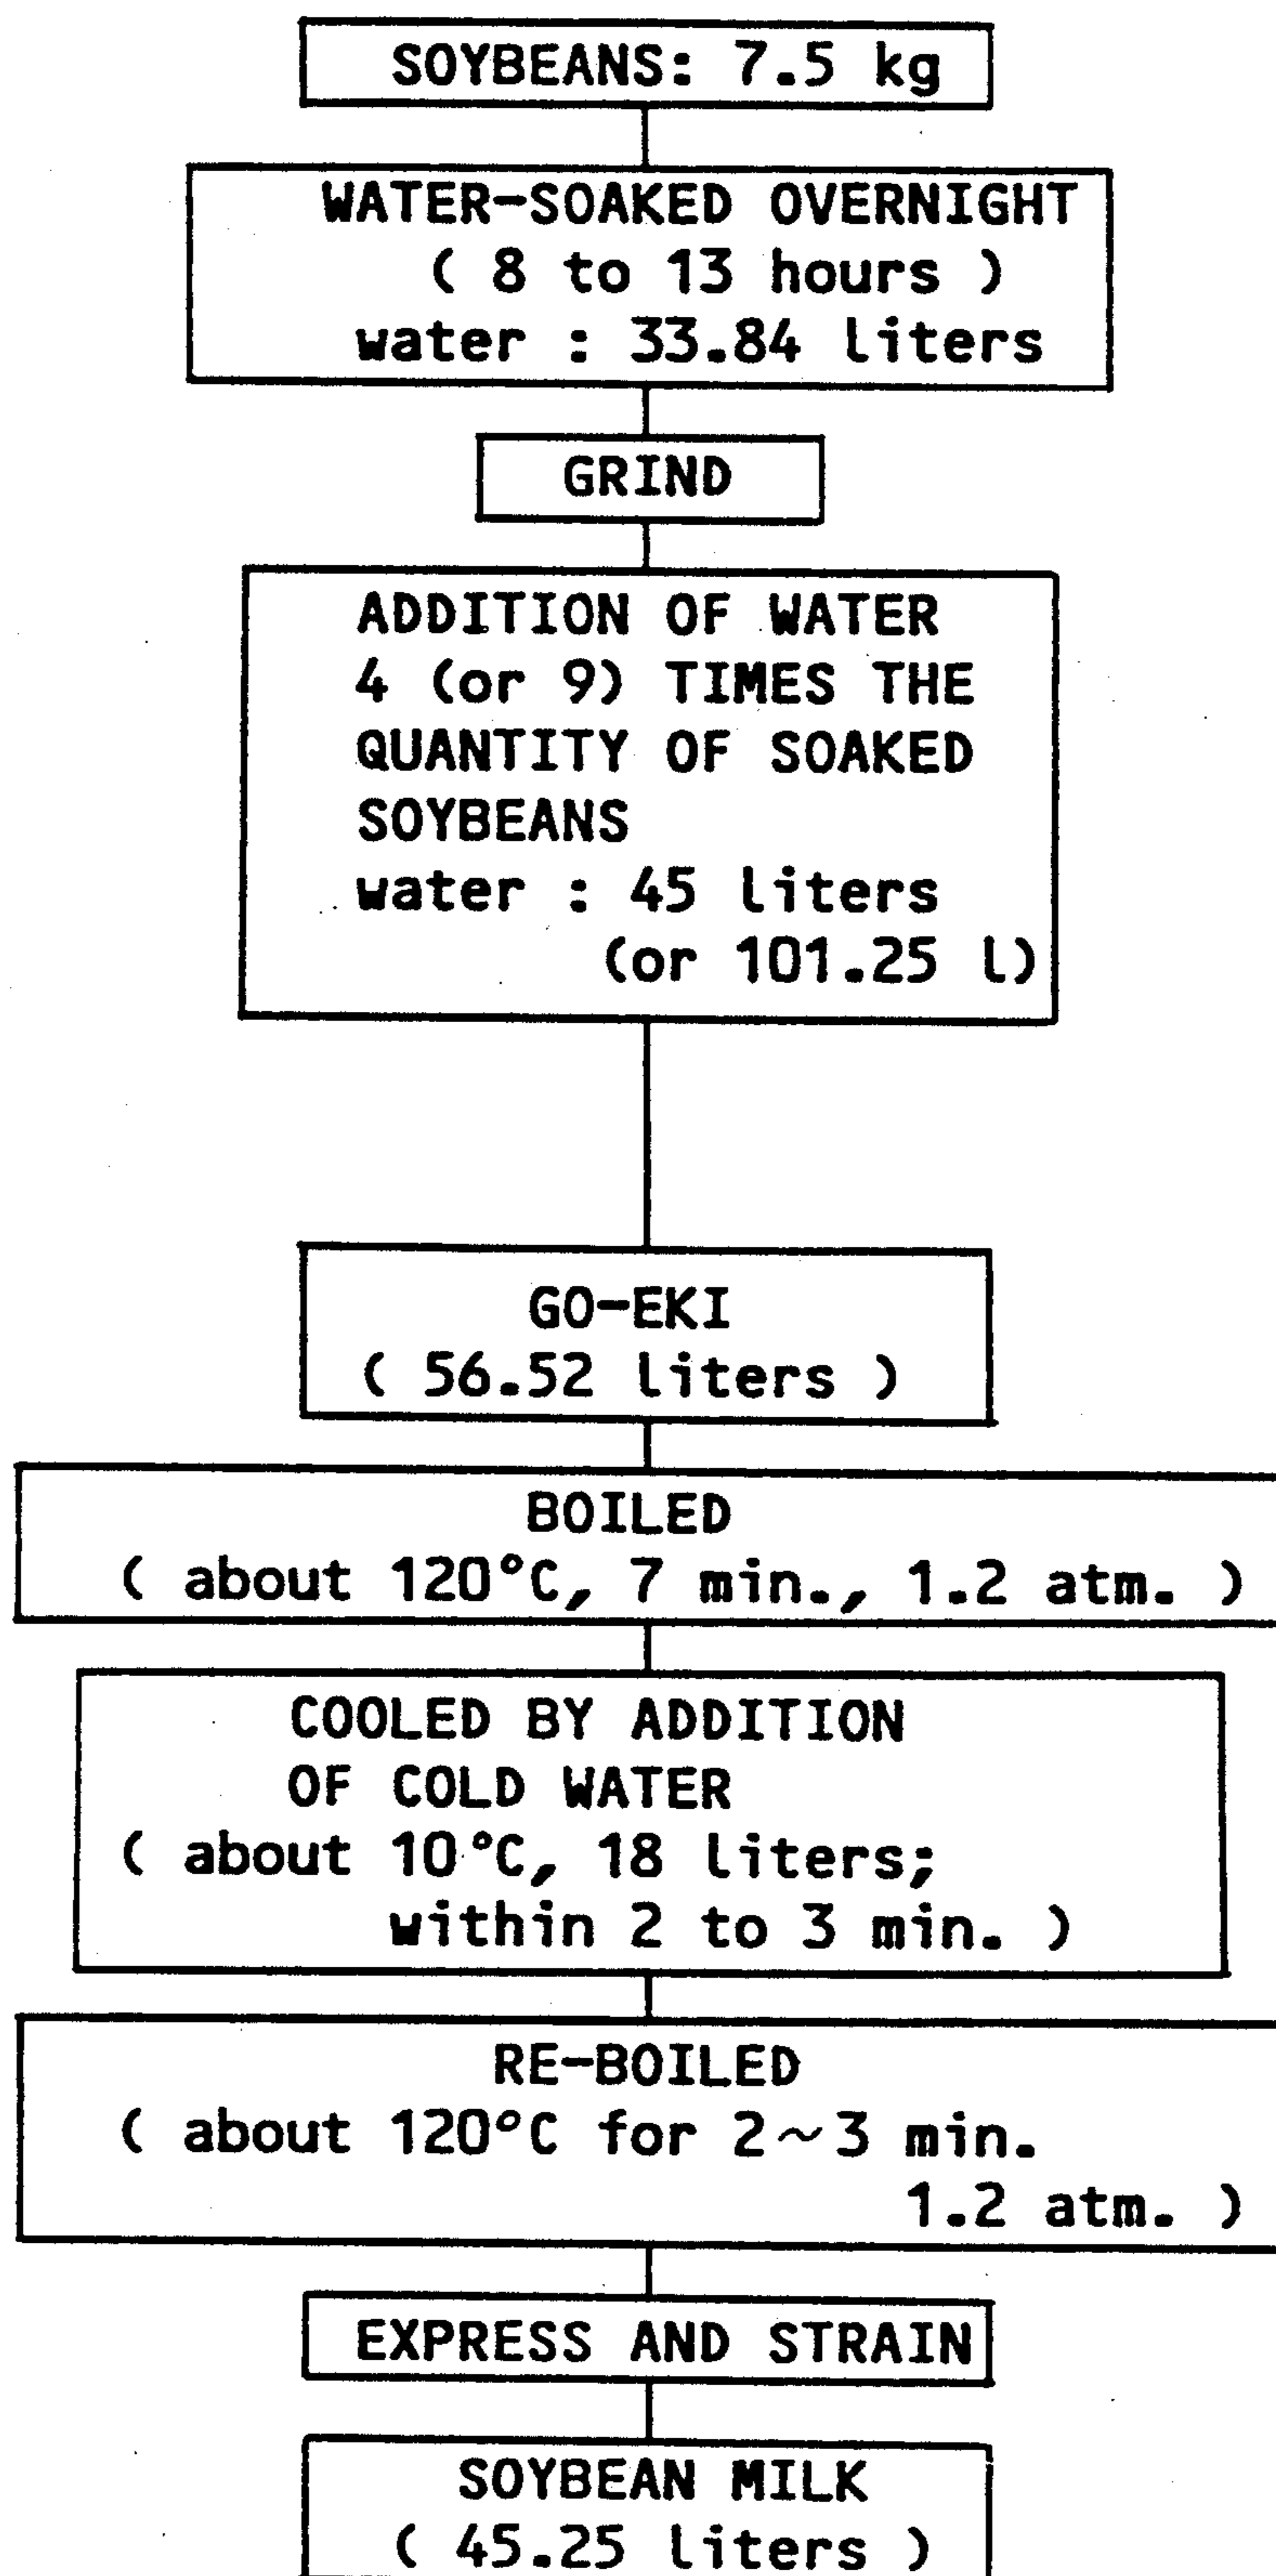 SOYBEANS: 7.5 kg
WATER-SOAKED OVERNIGHT
( 8 to 13 hours )
water : 33.84 liters
GRIND
ADDITION OF WATER
4 (or 9) TIMES THE
QUANTITY OF SOAKED
SOYBEANS
water : 45 liters
(or 101.25 l)
GO-EKI
( 56.52 liters )
BOILED
( about 120°C, 7 min., 1.2 atm. )
COOLED BY ADDITION
OF COLD WATER
( about 10°C, 18 liters;
within 2 to 3 min. )
RE-BOILED
( about 120°C for 2~3 min.
1.2 atm. )
EXPRESS AND STRAIN
SOYBEAN MILK
( 45.25 liters )